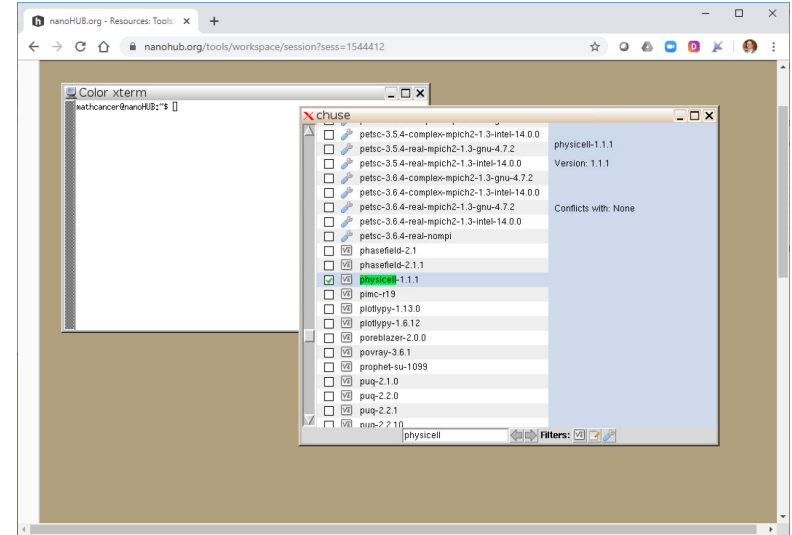 nanoHUB.org - Resources: Tools:
nanohub.org/tools/workspace/session?sess=1544412
Color xterm
mathcancer@nanoHUB:~$
chuse
petsc-3.5.4-complex-mpich2-1.3-intel-14.0.0
petsc-3.5.4-real-mpich2-1.3-gnu-4.7.2
petsc-3.5.4-real-mpich2-1.3-intel-14.0.0
petsc-3.6.4-complex-mpich2-1.3-gnu-4.7.2
petsc-3.6.4-complex-mpich2-1.3-intel-14.0.0
petsc-3.6.4-real-mpich2-1.3-gnu-4.7.2
petsc-3.6.4-real-mpich2-1.3-intel-14.0.0
petsc-3.6.4-real-nompi
phasefield-2.1
phasefield-2.1.1
physicell-1.1.1
pimc-r19
plotlypy-1.13.0
plotlypy-1.6.12
poreblazer-2.0.0
povray-3.6.1
prophet-su-1099
puq-2.1.0
puq-2.2.0
puq-2.2.1
puq-2.2.10
physicell-1.1.1
Version: 1.1.1
Conflicts with: None
physicell
Filters: